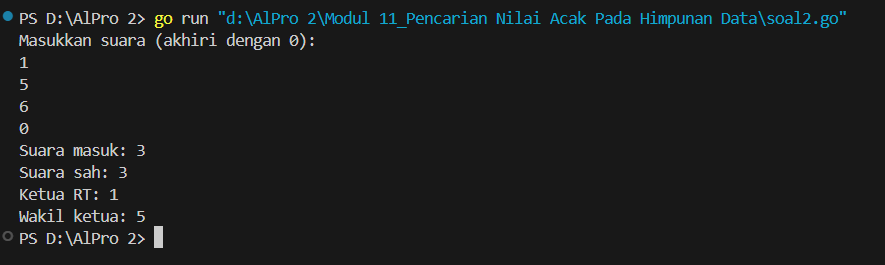 PS D:\AlPro 2> go run "d:\AlPro 2\Modul 11_Pencarian Nilai Acak Pada Himpunan Data\soal2.go"
Masukkan suara (akhiri dengan 0):
1
5
6
0
Suara masuk: 3
Suara sah: 3
Ketua RT: 1
Wakil ketua: 5
PS D:\AlPro 2>